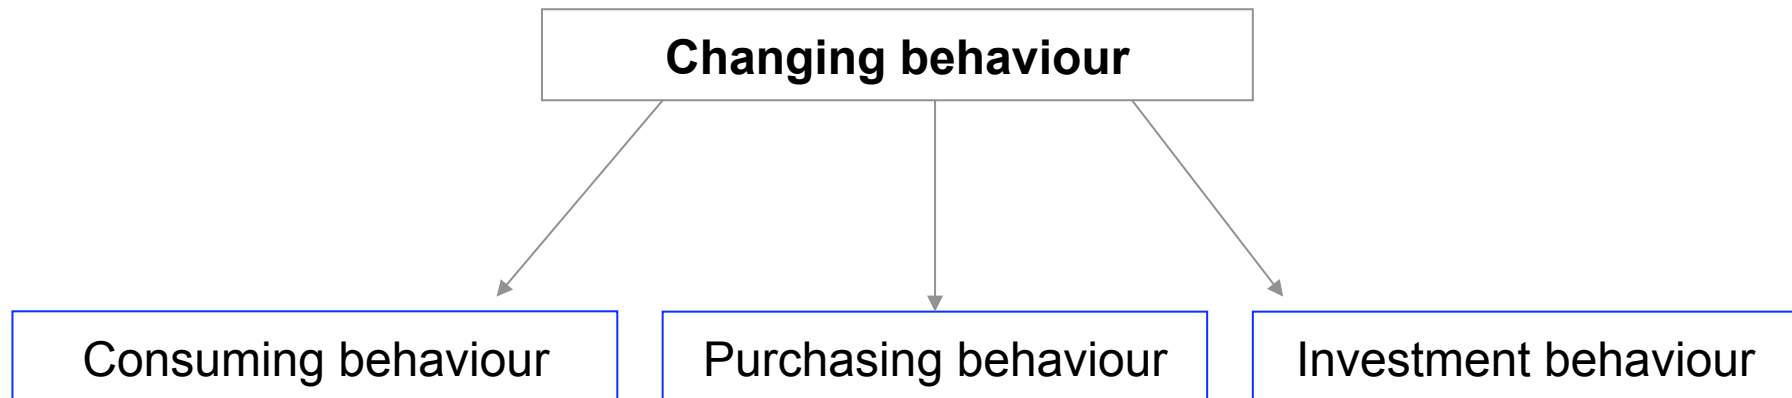 Changing behaviour
Consuming behaviour
Purchasing behaviour
Investment behaviour